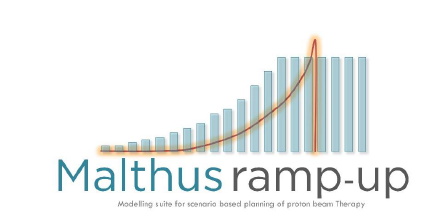 Malthus ramp-up
Modelling suite for scenario based planning of proton beam Therapy